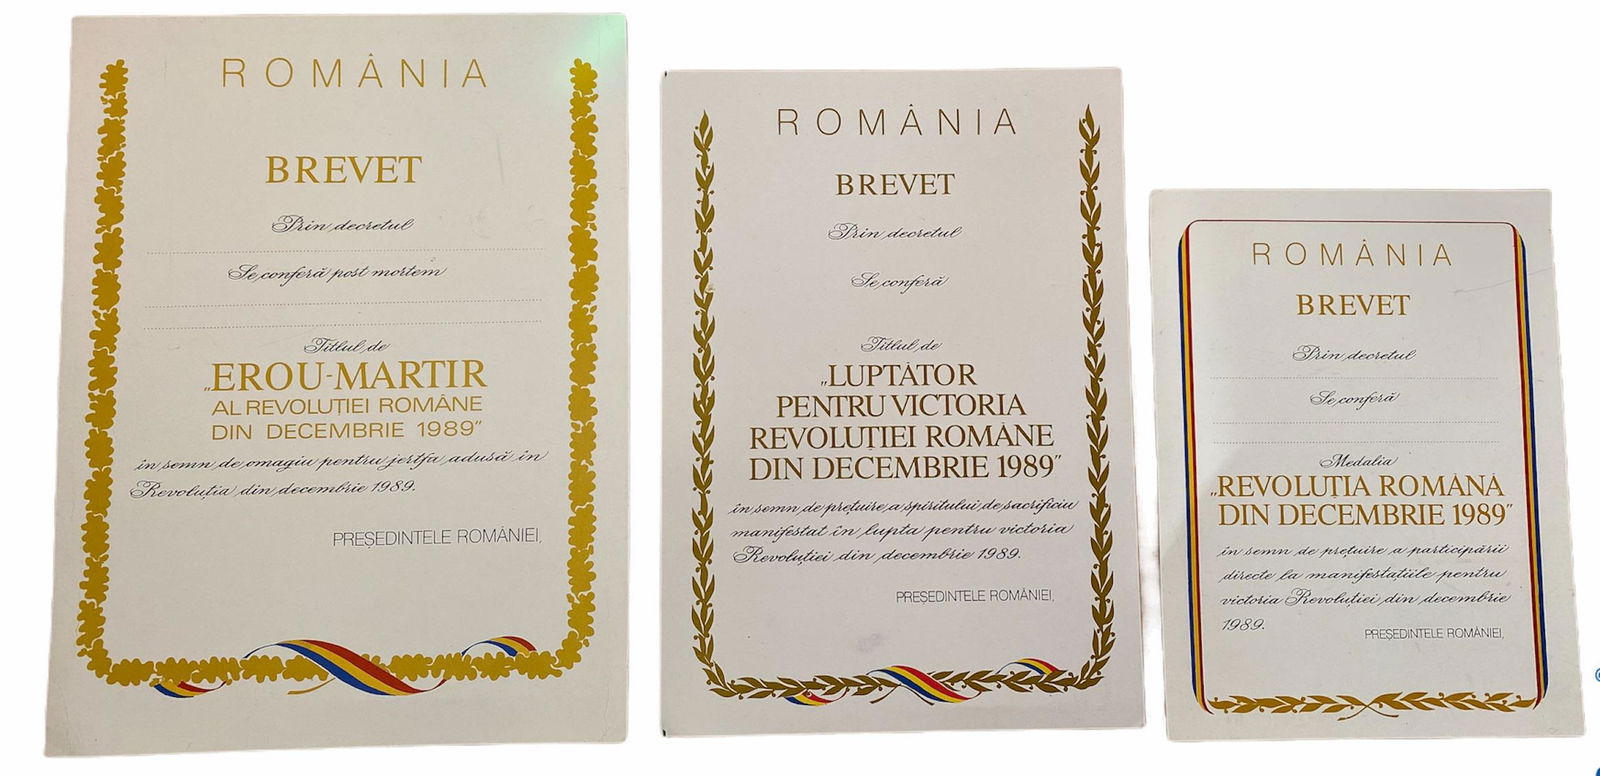 ROMÂNIA
BREVET
Prin decretul
Se conferă post mortem
Titlul de
„EROU-MARTIR
AL REVOLUȚIEI ROMÂNE
DIN DECEMBRIE 1989”
în semn de omagiu pentru jertfa adusă în
Revoluția din decembrie 1989.
PREȘEDINTELE ROMÂNIEI,
ROMÂNIA
BREVET
Prin decretul
Se conferă
Titlul de
„LUPTĂTOR
PENTRU VICTORIA
REVOLUȚIEI ROMÂNE
DIN DECEMBRIE 1989”
în semn de prețuire a spiritului de sacrificiu
manifestat în lupta pentru victoria
Revoluției din decembrie 1989.
PREȘEDINTELE ROMÂNIEI,
ROMÂNIA
BREVET
Prin decretul
Se conferă
Medalia
„REVOLUȚIA ROMÂNĂ
DIN DECEMBRIE 1989”
în semn de prețuire a participării
directe la manifestațiile pentru
victoria Revoluției din decembrie
1989.
PREȘEDINTELE ROMÂNIEI,